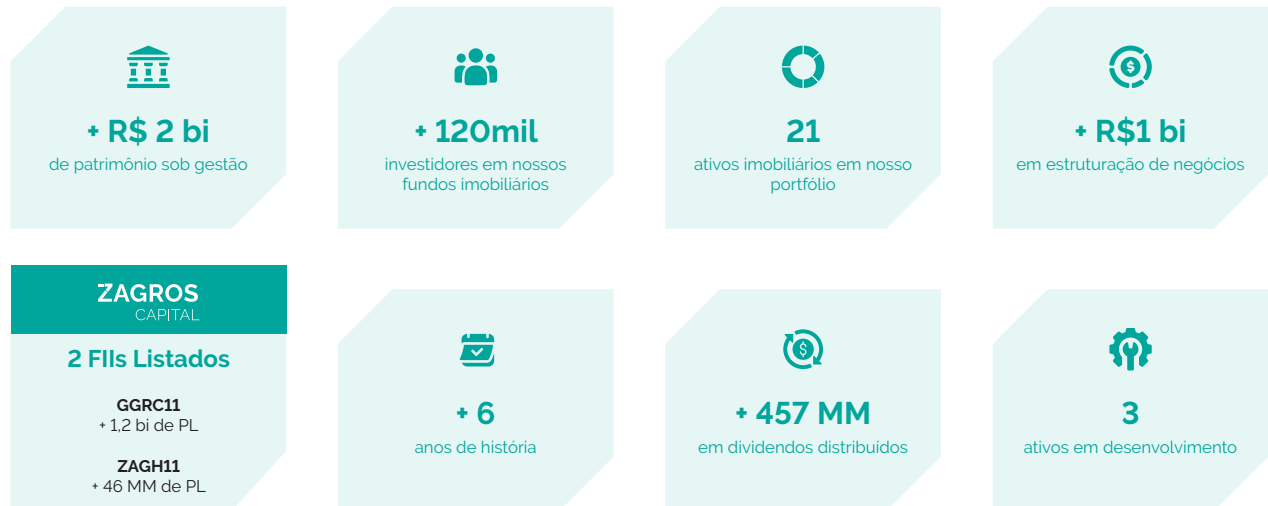 + R$ 2 bi
de patrimônio sob gestão
+ 120mil
investidores em nossos
fundos imobiliários
21
ativos imobiliários em nosso
portfólio
+ R$1 bi
em estruturação de negócios
ZAGROS
CAPITAL
2 FIIs Listados
GGRC11
+ 1,2 bi de PL
ZAGH11
+ 46 MM de PL
+ 6
anos de história
+ 457 MM
em dividendos distribuídos
3
ativos em desenvolvimento